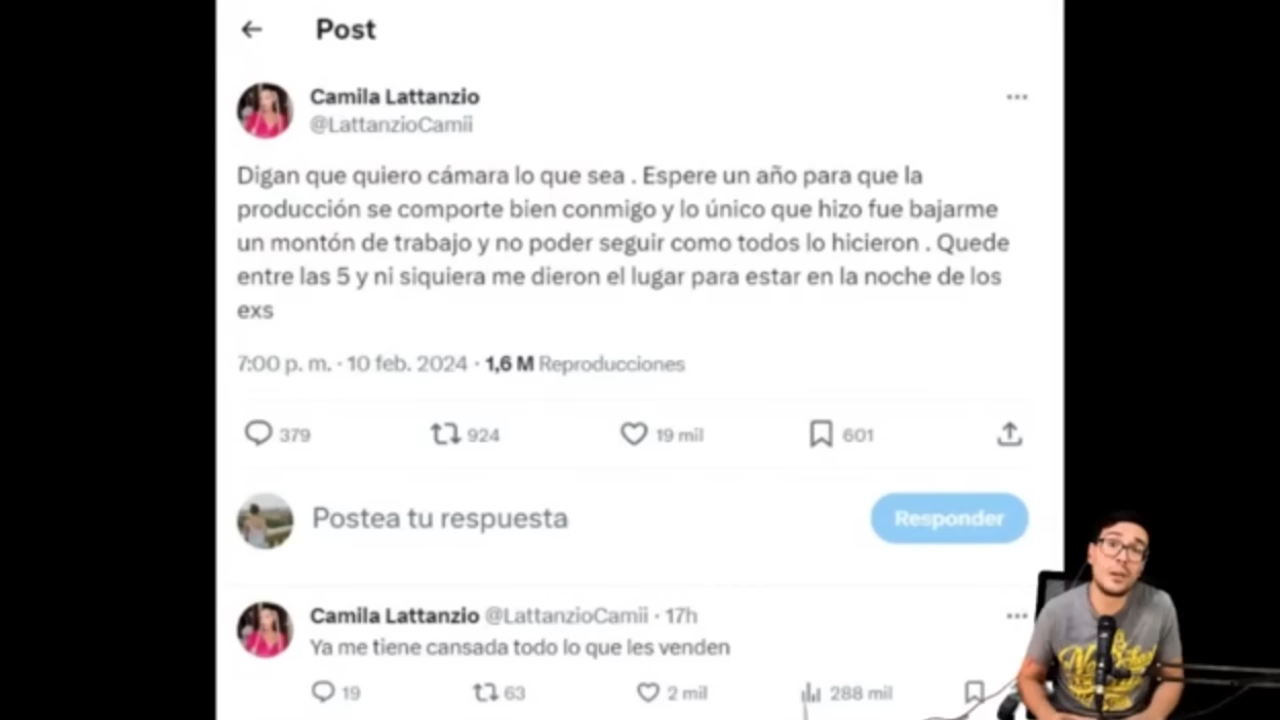 Post
Camila Lattanzio
@LattanzioCamii
Digan que quiero cámara lo que sea . Espere un año para que la
producción se comporte bien conmigo y lo único que hizo fue bajarme
un montón de trabajo y no poder seguir como todos lo hicieron . Quede
entre las 5 y ni siquiera me dieron el lugar para estar en la noche de los
exs
7:00 p. m. · 10 feb. 2024 · 1,6 M Reproducciones
379 924 19 mil 601
Postea tu respuesta Responder
Camila Lattanzio @LattanzioCamii · 17h
Ya me tiene cansada todo lo que les venden
19 63 2 mil 288 mil